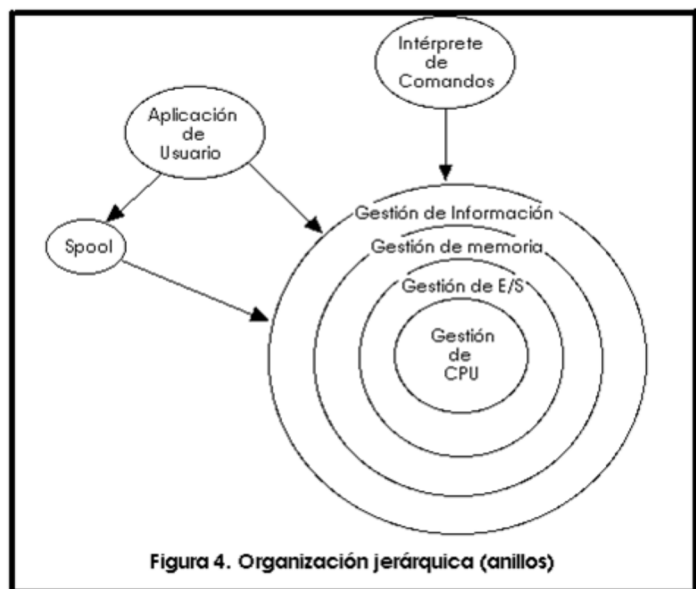 Intérprete
de
Comandos
Aplicación
de
Usuario
Spool
Gestión de Información
Gestión de memoria
Gestión de E/S
Gestión
de
CPU
Figura 4. Organización jerárquica (anillos)